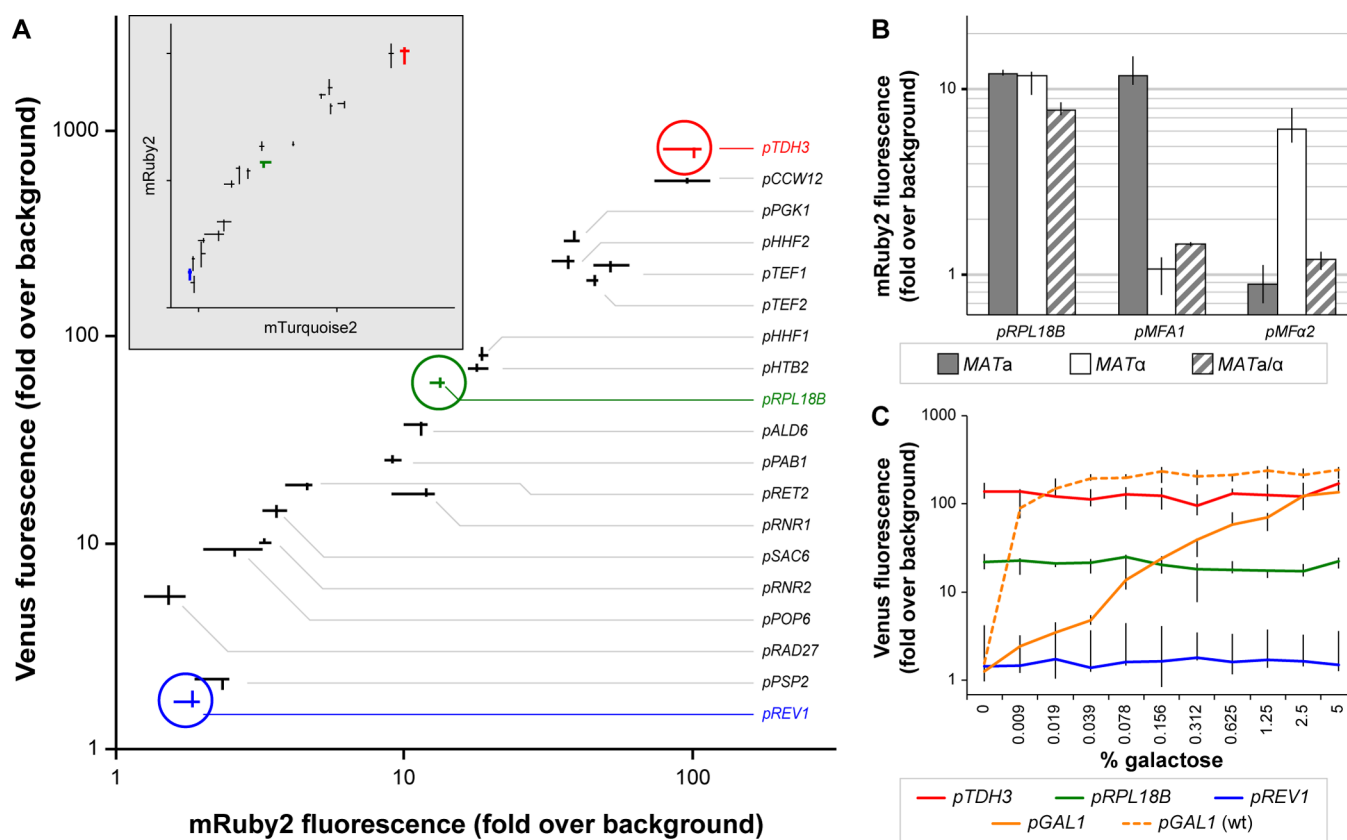 A
Venus fuorescence (fold over background)
1000
100
10
1
1
10
100
mRuby2 fluorescence (fold over background)
mRuby2
mTurquoise2
pTDH3
pCCW12
pPGK1
pHHF2
pTEF1
pTEF2
pHHF1
pHTB2
pRPL18B
pALD6
pPAB1
pRET2
pRNR1
pSAC6
pRNR2
pPOP6
pRAD27
pPSP2
pREV1
B
mRuby2 fluorescence
(fold over background)
10
1
pRPL18B
pMFA1
pMFα2
MATa
MATα
MATa/α
C
Venus fluorescence
(fold over background)
1000
100
10
1
0
0.009
0.019
0.039
0.078
0.156
0.312
0.625
1.25
2.5
5
% galactose
pTDH3
pRPL18B
pREV1
pGAL1
pGAL1 (wt)